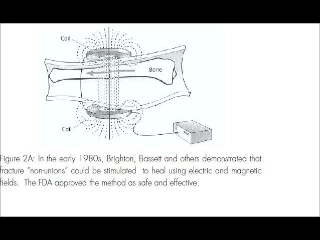 Coil
Bone
Coil
Figure 2A: In the early 1980s, Brighton, Bassett and others demonstrated that
fracture "non-unions" could be stimulated to heal using electric and magnetic
fields. The FDA approved the method as safe and effective.